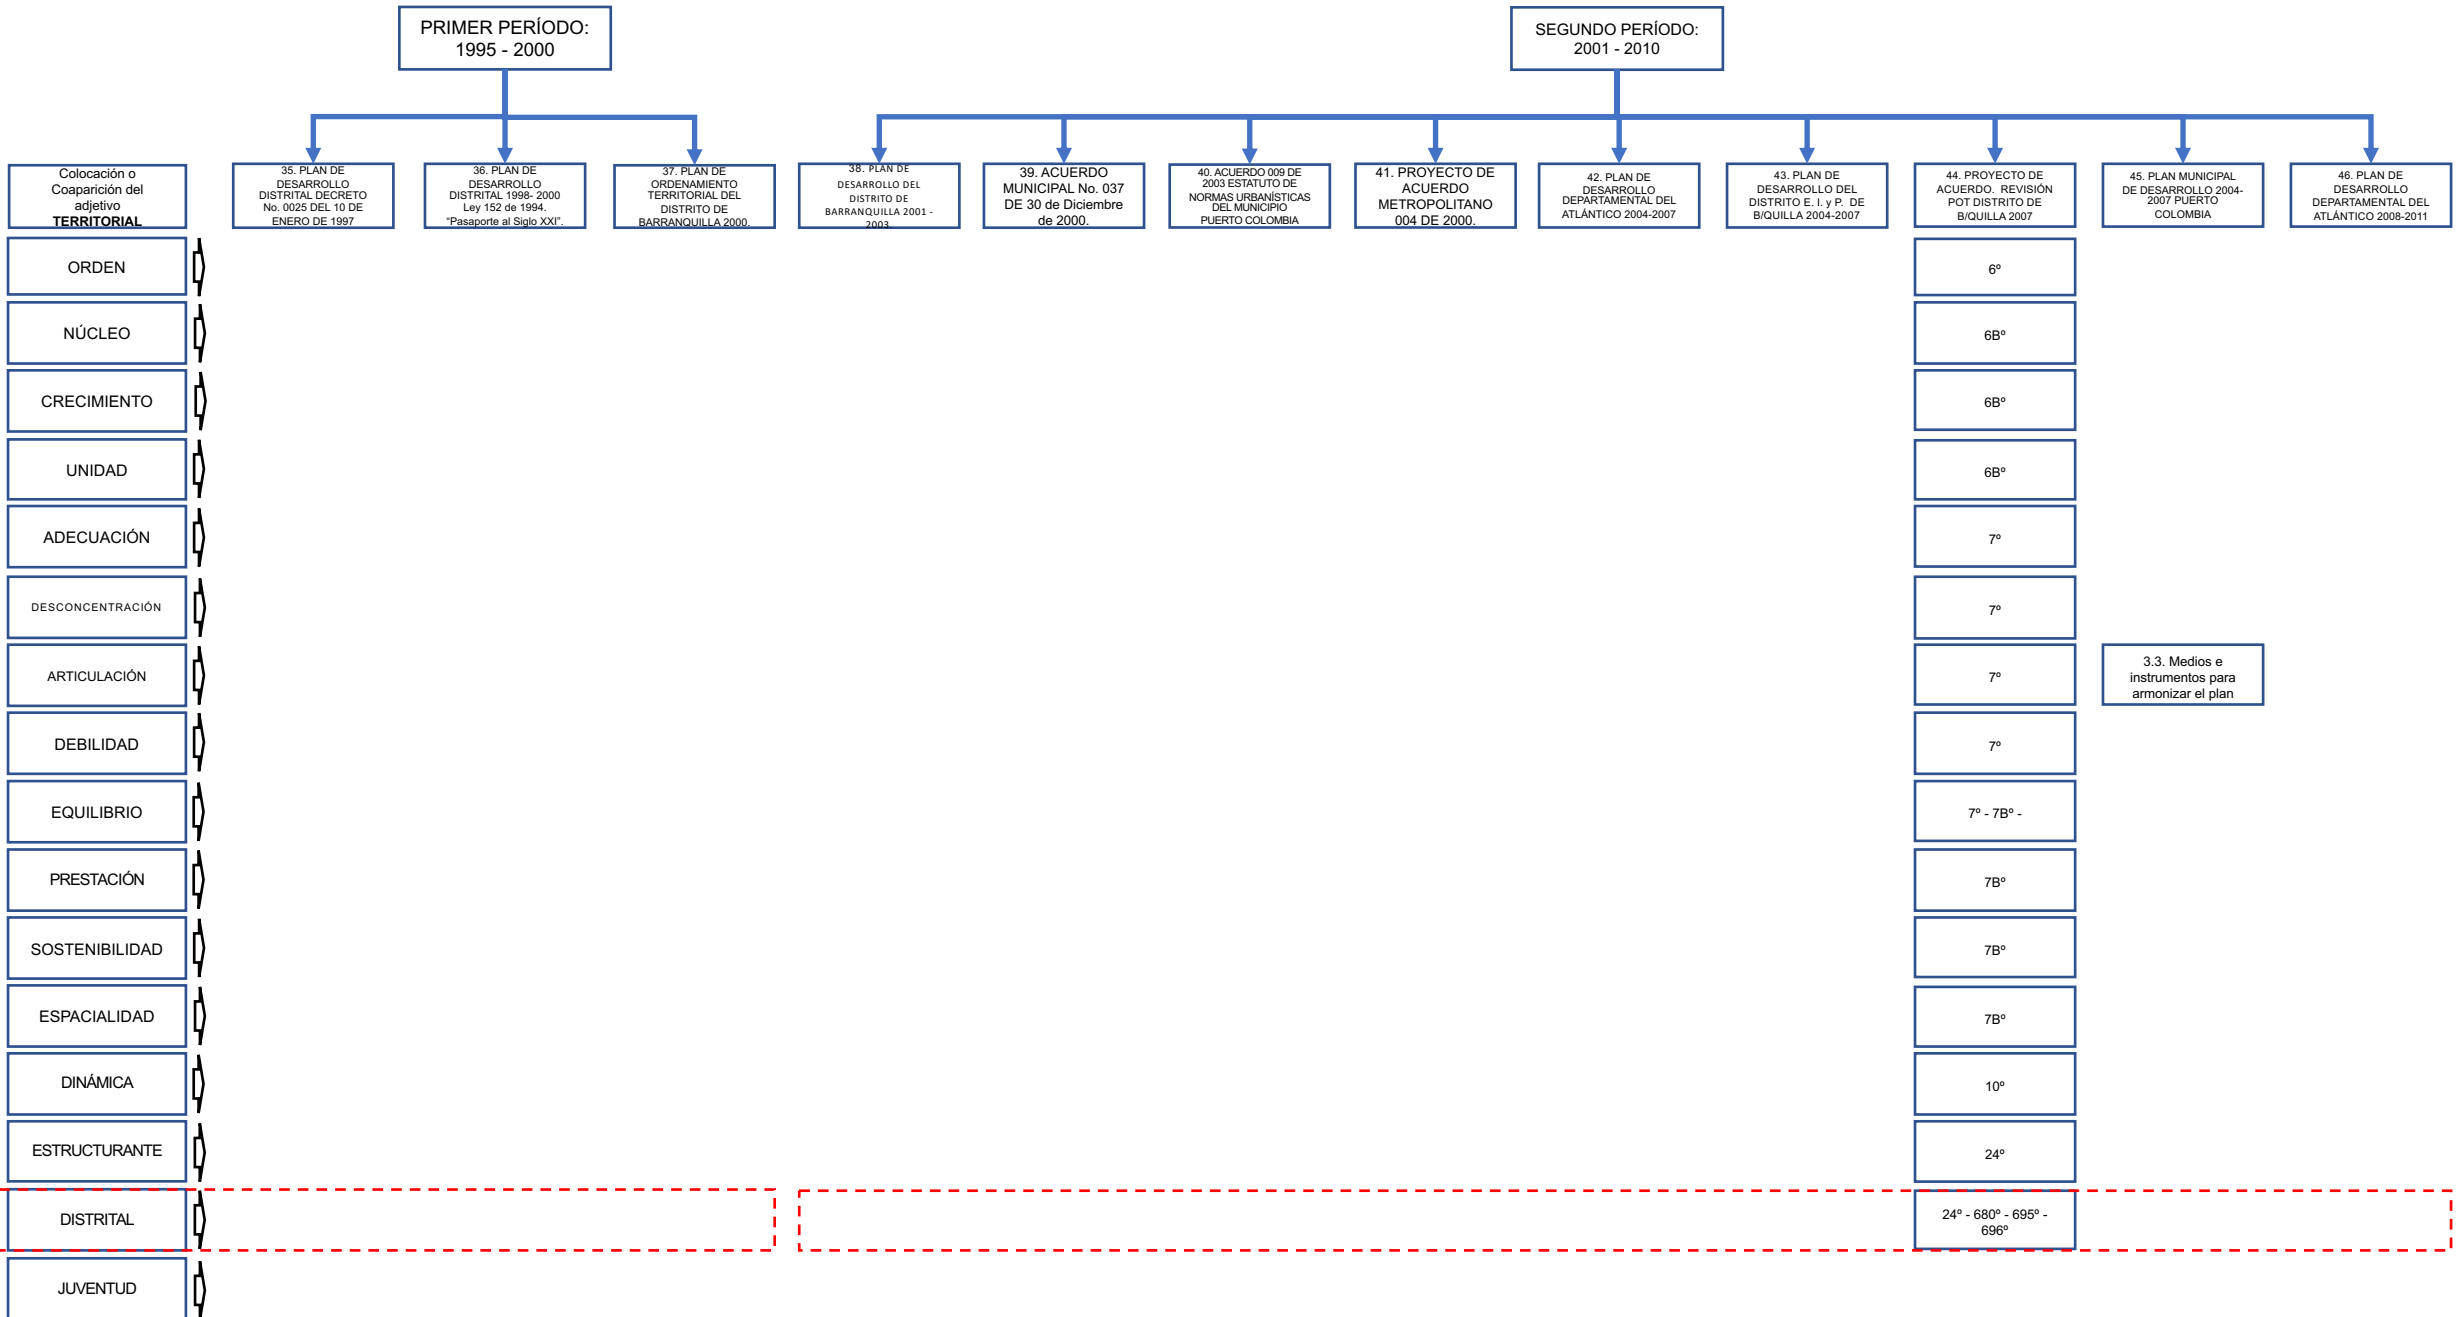 PRIMER PERÍODO:
1995 - 2000
SEGUNDO PERÍODO:
2001 - 2010
Colocación o
Coaparición del
adjetivo
TERRITORIAL
35. PLAN DE
DESARROLLO
DISTRITAL DECRETO
No. 0025 DEL 10 DE
ENERO DE 1997
36. PLAN DE
DESARROLLO
DISTRITAL 1998- 2000
Ley 152 de 1994.
“Pasaporte al Siglo XXI”.
37. PLAN DE
ORDENAMIENTO
TERRITORIAL DEL
DISTRITO DE
BARRANQUILLA 2000.
38. PLAN DE
DESARROLLO DEL
DISTRITO DE
BARRANQUILLA 2001 -
2003.
39. ACUERDO
MUNICIPAL No. 037
DE 30 de Diciembre
de 2000.
40. ACUERDO 009 DE
2003 ESTATUTO DE
NORMAS URBANÍSTICAS
DEL MUNICIPIO
PUERTO COLOMBIA
41. PROYECTO DE
ACUERDO
METROPOLITANO
004 DE 2000.
42. PLAN DE
DESARROLLO
DEPARTAMENTAL DEL
ATLÁNTICO 2004-2007
43. PLAN DE
DESARROLLO DEL
DISTRITO E. I. y P. DE
B/QUILLA 2004-2007
44. PROYECTO DE
ACUERDO. REVISIÓN
POT DISTRITO DE
B/QUILLA 2007
45. PLAN MUNICIPAL
DE DESARROLLO 2004-
2007 PUERTO
COLOMBIA
46. PLAN DE
DESARROLLO
DEPARTAMENTAL DEL
ATLÁNTICO 2008-2011
ORDEN
6º
NÚCLEO
6Bº
CRECIMIENTO
6Bº
UNIDAD
6Bº
ADECUACIÓN
7º
DESCONCENTRACIÓN
7º
ARTICULACIÓN
7º
3.3. Medios e
instrumentos para
armonizar el plan
DEBILIDAD
7º
EQUILIBRIO
7º - 7Bº -
PRESTACIÓN
7Bº
SOSTENIBILIDAD
7Bº
ESPACIALIDAD
7Bº
DINÁMICA
10º
ESTRUCTURANTE
24º
DISTRITAL
24º - 680º - 695º -
696º
JUVENTUD